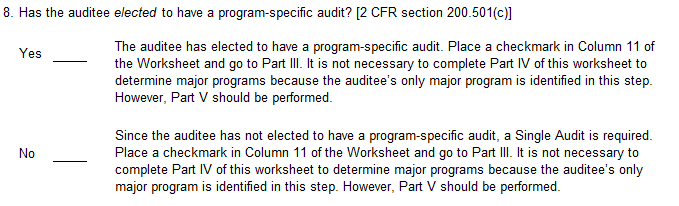 8. Has the auditee elected to have a program-specific audit? [2 CFR section 200.501(c)]
Yes ____ The auditee has elected to have a program-specific audit. Place a checkmark in Column 11 of
the Worksheet and go to Part III. It is not necessary to complete Part IV of this worksheet to
determine major programs because the auditee's only major program is identified in this step.
However, Part V should be performed.
Since the auditee has not elected to have a program-specific audit, a Single Audit is required.
No ____ Place a checkmark in Column 11 of the Worksheet and go to Part III. It is not necessary to
complete Part IV of this worksheet to determine major programs because the auditee's only
major program is identified in this step. However, Part V should be performed.